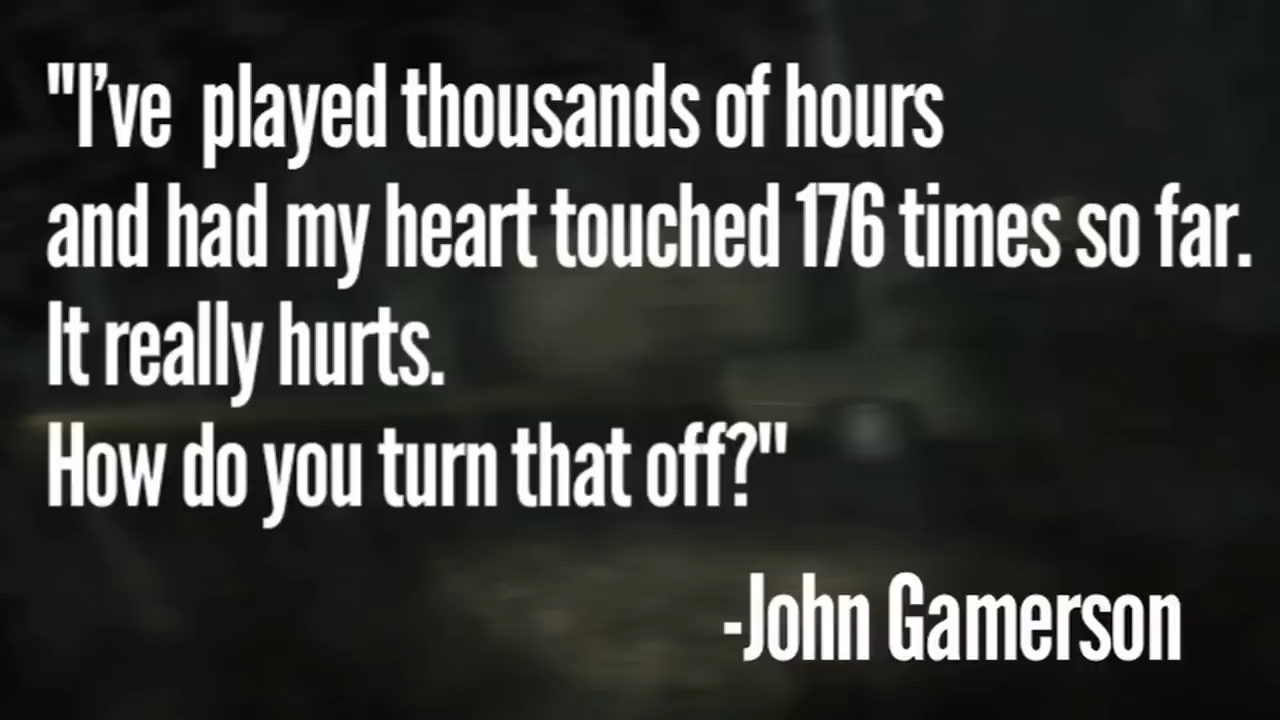 "I've  played thousands of hours
and had my heart touched 176 times so far.
It really hurts.
How do you turn that off?"
-John Gamerson